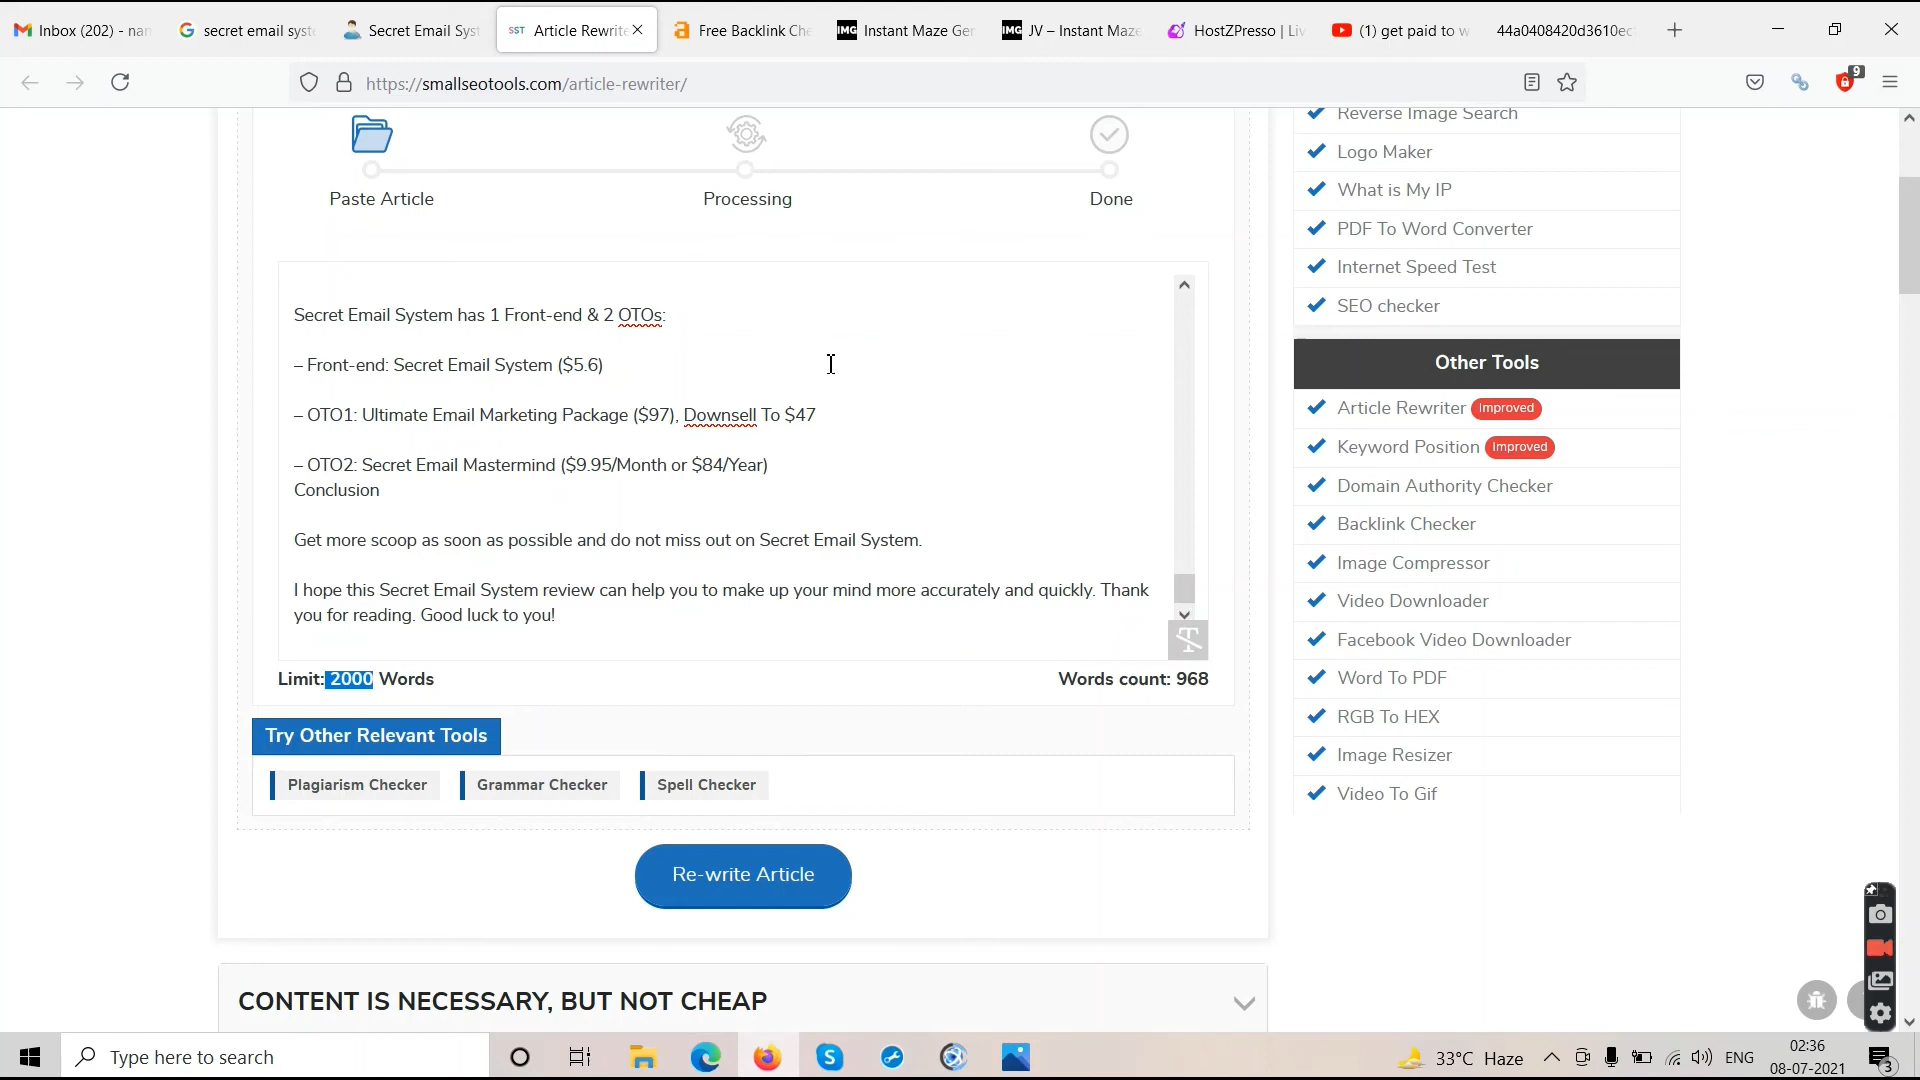 Inbox (202) - nan
secret email syst
Secret Email Syst
SST Article Rewrite
Free Backlink Che
IMG Instant Maze Gen
IMG JV – Instant Maze
HostZPresso | Liv
(1) get paid to w
44a0408420d3610ec
https://smallseotools.com/article-rewriter/
9
Paste Article
Processing
Done
Secret Email System has 1 Front-end & 2 OTOs:
– Front-end: Secret Email System ($5.6)
– OTO1: Ultimate Email Marketing Package ($97), Downsell To $47
– OTO2: Secret Email Mastermind ($9.95/Month or $84/Year)
Conclusion
Get more scoop as soon as possible and do not miss out on Secret Email System.
I hope this Secret Email System review can help you to make up your mind more accurately and quickly. Thank
you for reading. Good luck to you!
Limit: 2000 Words
Words count: 968
Try Other Relevant Tools
Plagiarism Checker
Grammar Checker
Spell Checker
Re-write Article
CONTENT IS NECESSARY, BUT NOT CHEAP
Reverse Image Search
Logo Maker
What is My IP
PDF To Word Converter
Internet Speed Test
SEO checker
Other Tools
Article Rewriter Improved
Keyword Position Improved
Domain Authority Checker
Backlink Checker
Image Compressor
Video Downloader
Facebook Video Downloader
Word To PDF
RGB To HEX
Image Resizer
Video To Gif
Type here to search
33°C Haze
ENG
02:36
08-07-2021
3